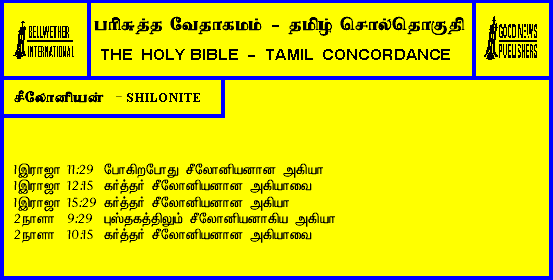 BELLWETHER
INTERNATIONAL
பரிசுத்த வேதாகமம் - தமிழ் சொல்தொகுதி
THE HOLY BIBLE - TAMIL CONCORDANCE
GOOD NEWS
PUBLISHERS
சீலோனியன் - SHILONITE
1இராஜா 11:29 போகிறபோது சீலோனியனான அகியா
1இராஜா 12:15 கர்த்தர் சீலோனியனான அகியாவை
1இராஜா 15:29 கர்த்தர் சீலோனியனான அகியா
2நாளா 9:29 புஸ்தகத்திலும் சீலோனியனாகிய அகியா
2நாளா 10:15 கர்த்தர் சீலோனியனான அகியாவை